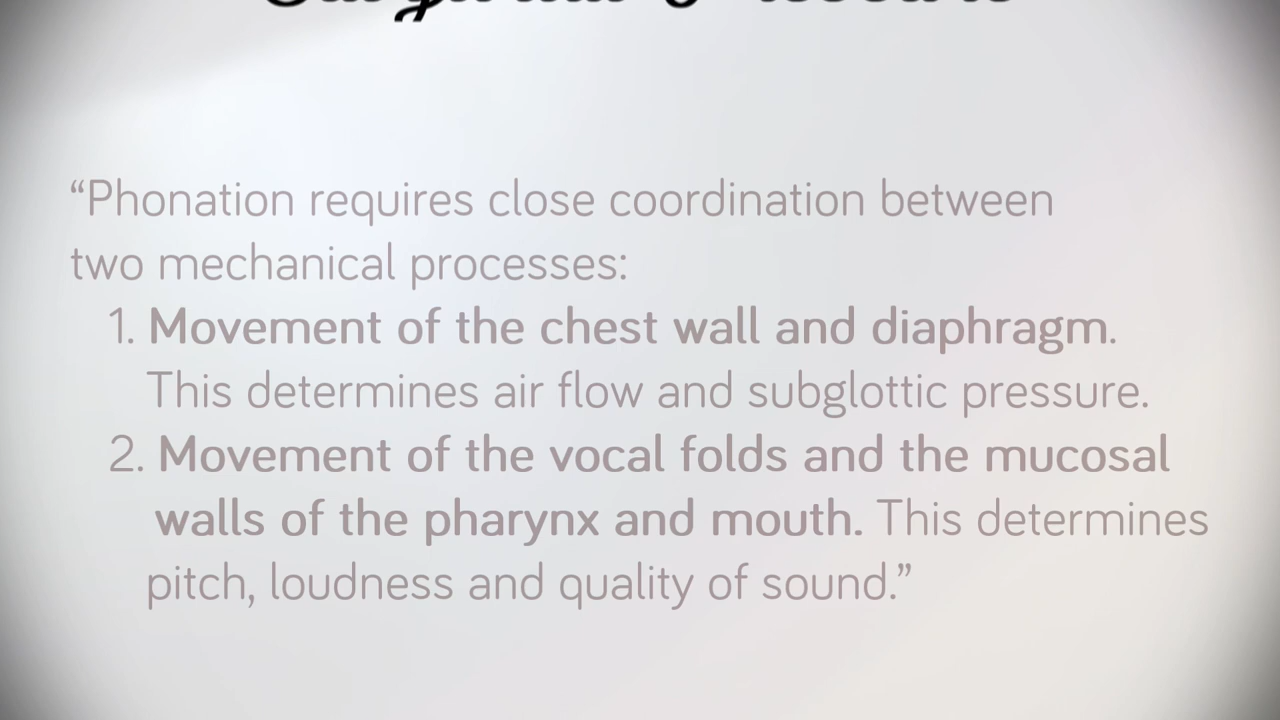 “Phonation requires close coordination between
two mechanical processes:
1. Movement of the chest wall and diaphragm.
This determines air flow and subglottic pressure.
2. Movement of the vocal folds and the mucosal
walls of the pharynx and mouth. This determines
pitch, loudness and quality of sound.”